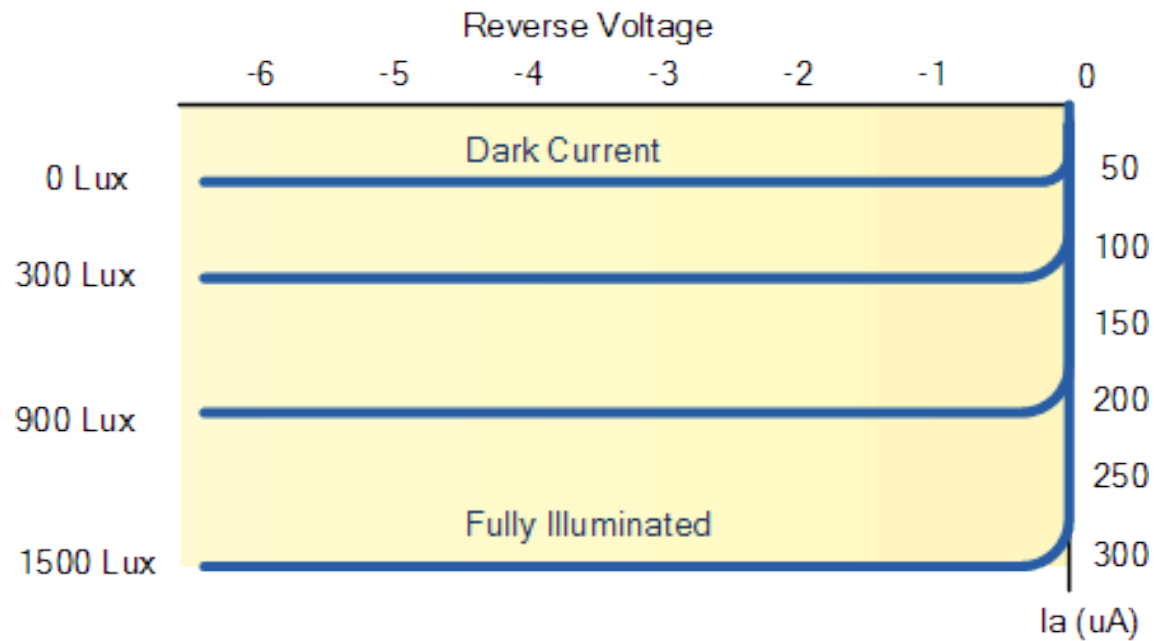 Reverse Voltage
-6 -5 -4 -3 -2 -1 0
Dark Current
0 Lux
50
100
300 Lux
150
200
900 Lux
250
Fully Illuminated
300
1500 Lux
Ia (uA)